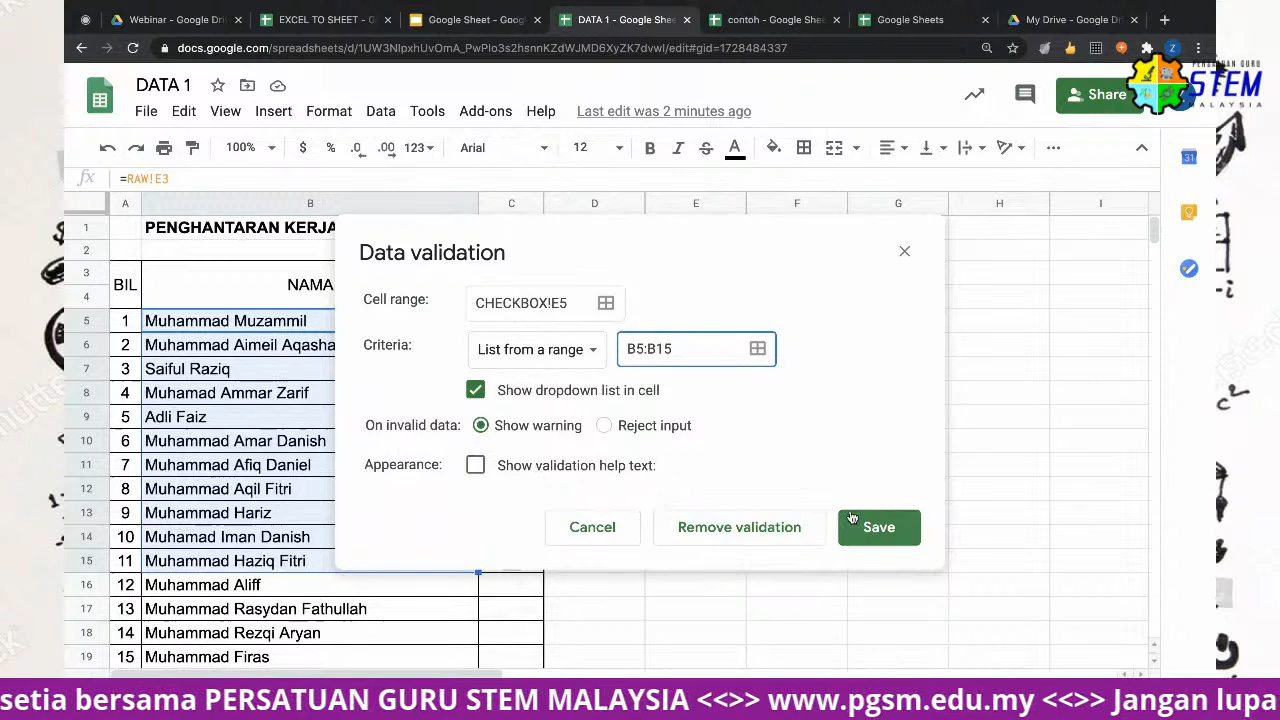 Webinar - Google Driv
EXCEL TO SHEET - G
Google Sheet - Goog
DATA 1 - Google Shee
contoh - Google Shee
Google Sheets
My Drive - Google Dri
docs.google.com/spreadsheets/d/1UW3NlpxhUvOmA_PwPlo3s2hsnnKZdWJMD6XyZK7dvwI/edit#gid=1728484337
Z
DATA 1
Share
PERSATUAN GURU
STEM
MALAYSIA
File Edit View Insert Format Data Tools Add-ons Help Last edit was 2 minutes ago
100% $ % .0 .00 123 Arial 12 B I S A
31
fx =RAW!E3
A B C D E F G H I
1 PENGHANTARAN KERJA
2
3
BIL NAMA
4
5 1 Muhammad Muzammil
6 2 Muhammad Aimeil Aqasha
7 3 Saiful Raziq
8 4 Muhamad Ammar Zarif
9 5 Adli Faiz
10 6 Muhammad Amar Danish
11 7 Muhammad Afiq Daniel
12 8 Muhammad Aqil Fitri
13 9 Muhammad Hariz
14 10 Muhamad Iman Danish
15 11 Muhammad Haziq Fitri
16 12 Muhammad Aliff
17 13 Muhammad Rasydan Fathullah
18 14 Muhammad Rezqi Aryan
19 15 Muhammad Firas
Data validation
Cell range: CHECKBOX!E5
Criteria: List from a range B5:B15
Show dropdown list in cell
On invalid data: Show warning Reject input
Appearance: Show validation help text:
Cancel Remove validation Save
setia bersama PERSATUAN GURU STEM MALAYSIA <<>> www.pgsm.edu.my <<>> Jangan lupa